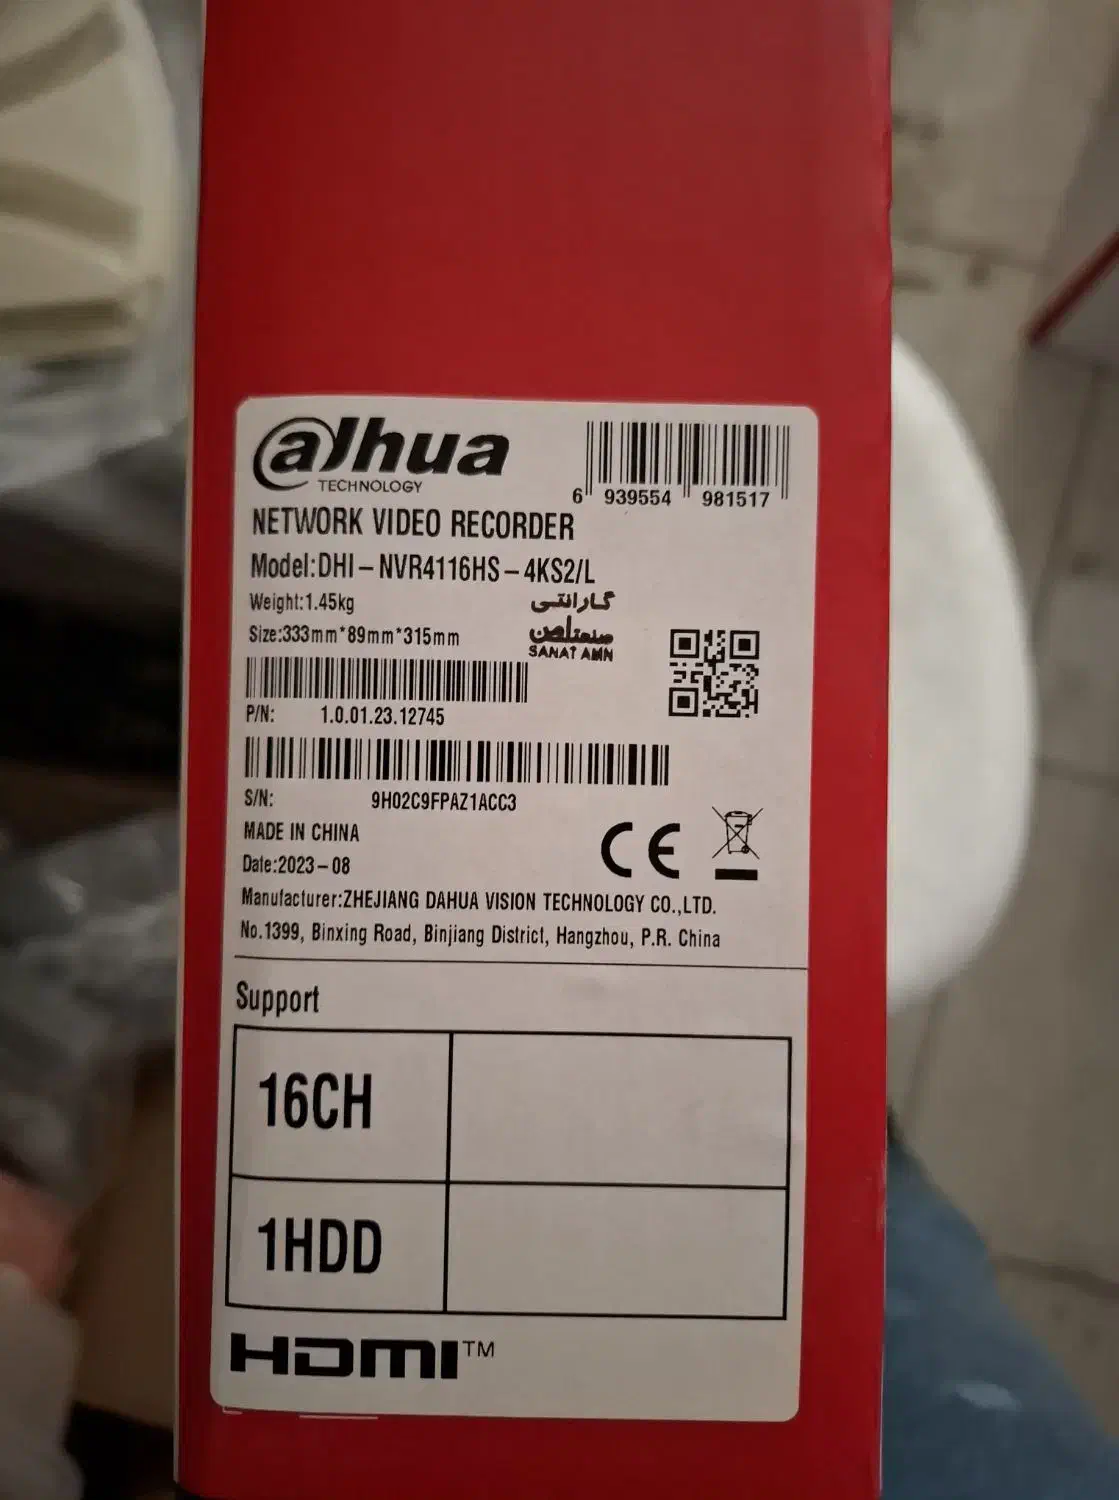 alhua
TECHNOLOGY
6 939554 981517
NETWORK VIDEO RECORDER
Model:DHI-NVR4116HS-4KS2/L
Weight:1.45kg
گارانتی
Size:333mm*89mm*315mm
صنعت امن
SANAT AMN
P/N: 1.0.01.23.12745
S/N: 9H02C9FPAZ1ACC3
MADE IN CHINA
CE
Date:2023-08
Manufacturer:ZHEJIANG DAHUA VISION TECHNOLOGY CO.,LTD.
No.1399, Binxing Road, Binjiang District, Hangzhou, P.R. China
Support
16CH
1HDD
HDMI™